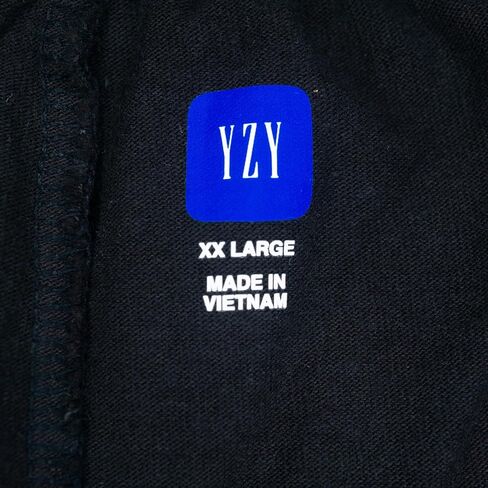 YZY
XX LARGE
MADE IN
VIETNAM